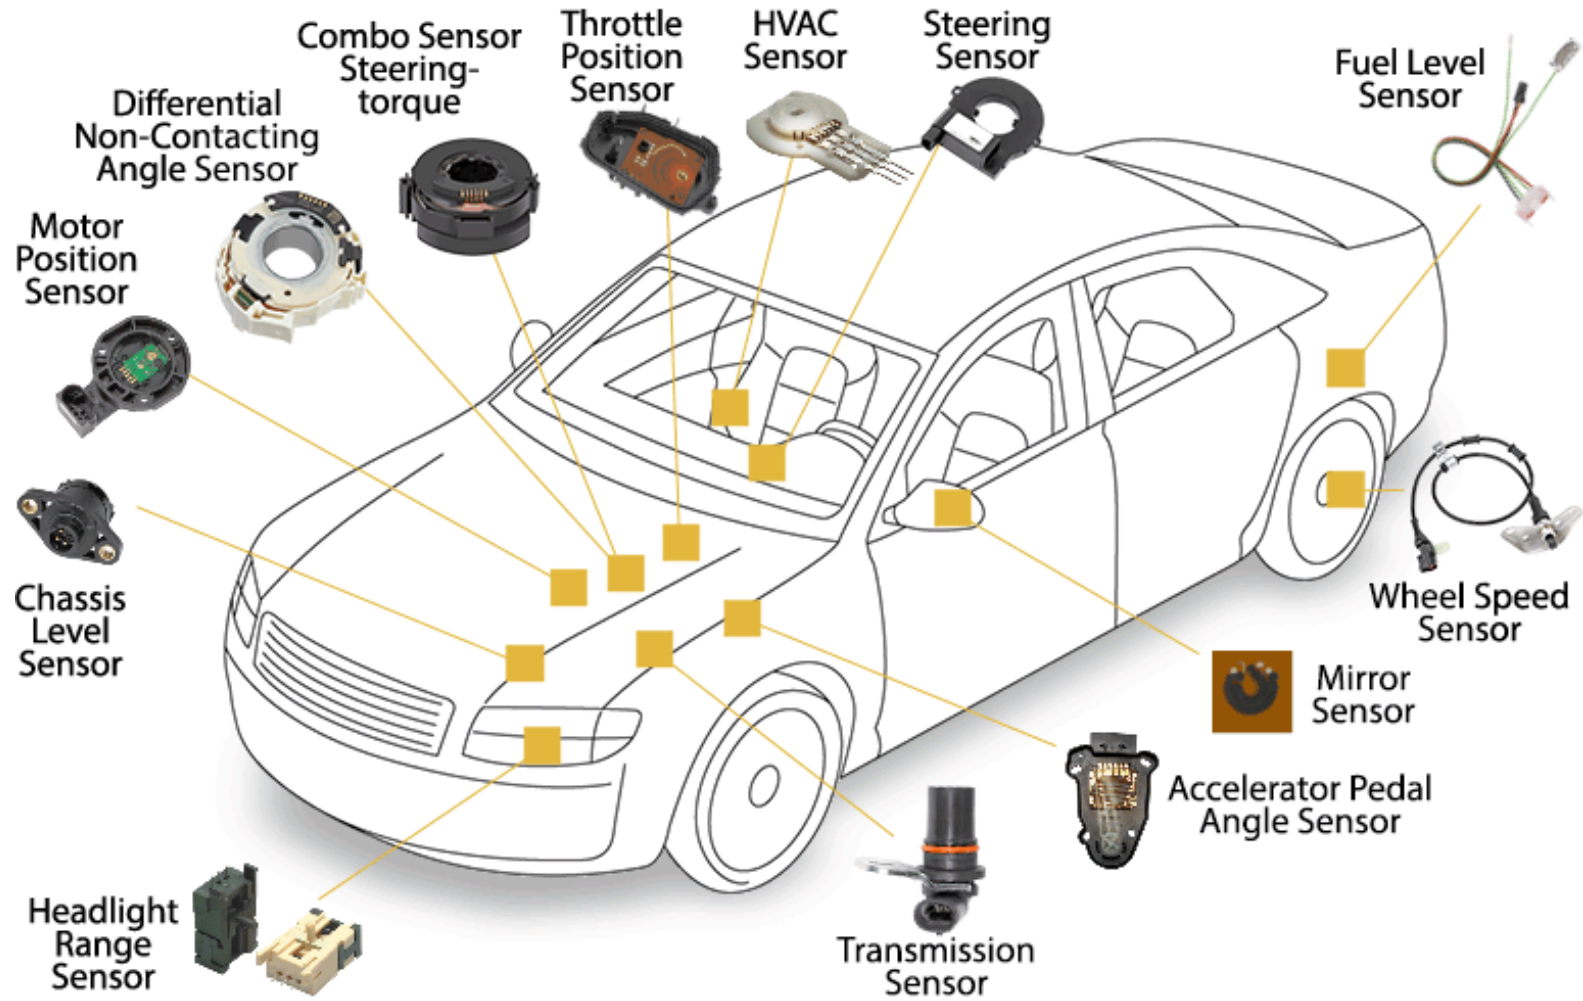 Combo Sensor
Steering-
torque
Throttle
Position
Sensor
HVAC
Sensor
Steering
Sensor
Fuel Level
Sensor
Differential
Non-Contacting
Angle Sensor
Motor
Position
Sensor
Chassis
Level
Sensor
Wheel Speed
Sensor
Mirror
Sensor
Accelerator Pedal
Angle Sensor
Headlight
Range
Sensor
Transmission
Sensor